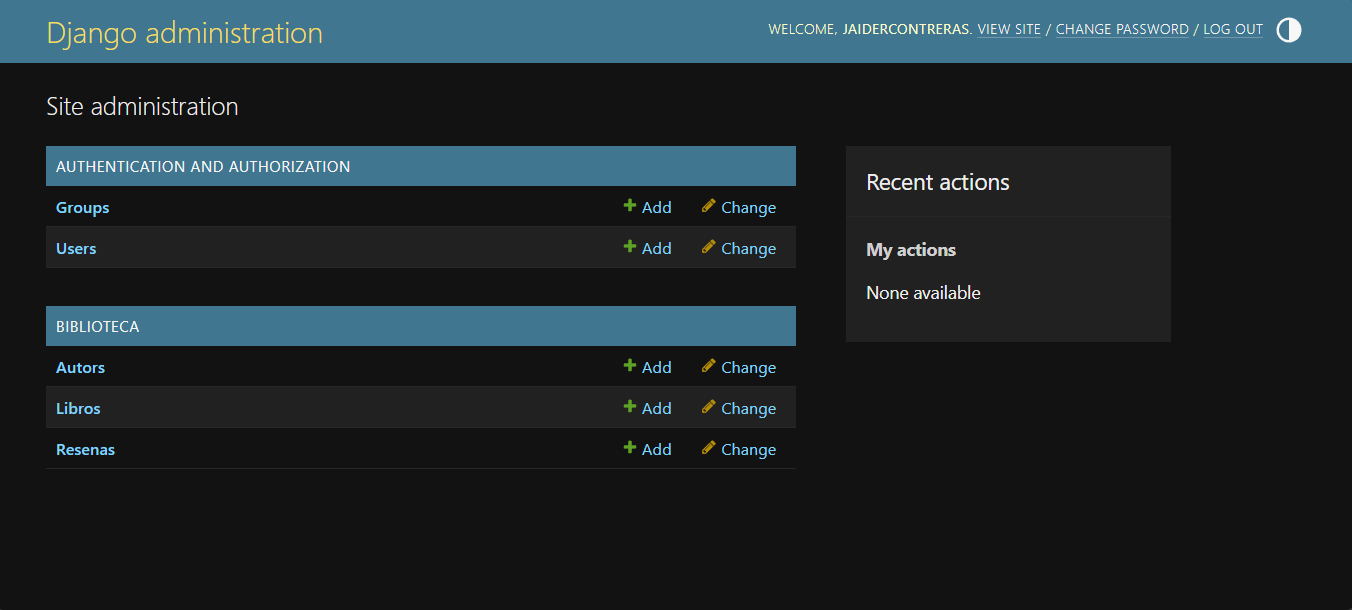 Django administration
WELCOME, JAIDERCONTRERAS. VIEW SITE / CHANGE PASSWORD / LOG OUT
Site administration
AUTHENTICATION AND AUTHORIZATION
Groups Add Change
Users Add Change
BIBLIOTECA
Autors Add Change
Libros Add Change
Resenas Add Change
Recent actions
My actions
None available